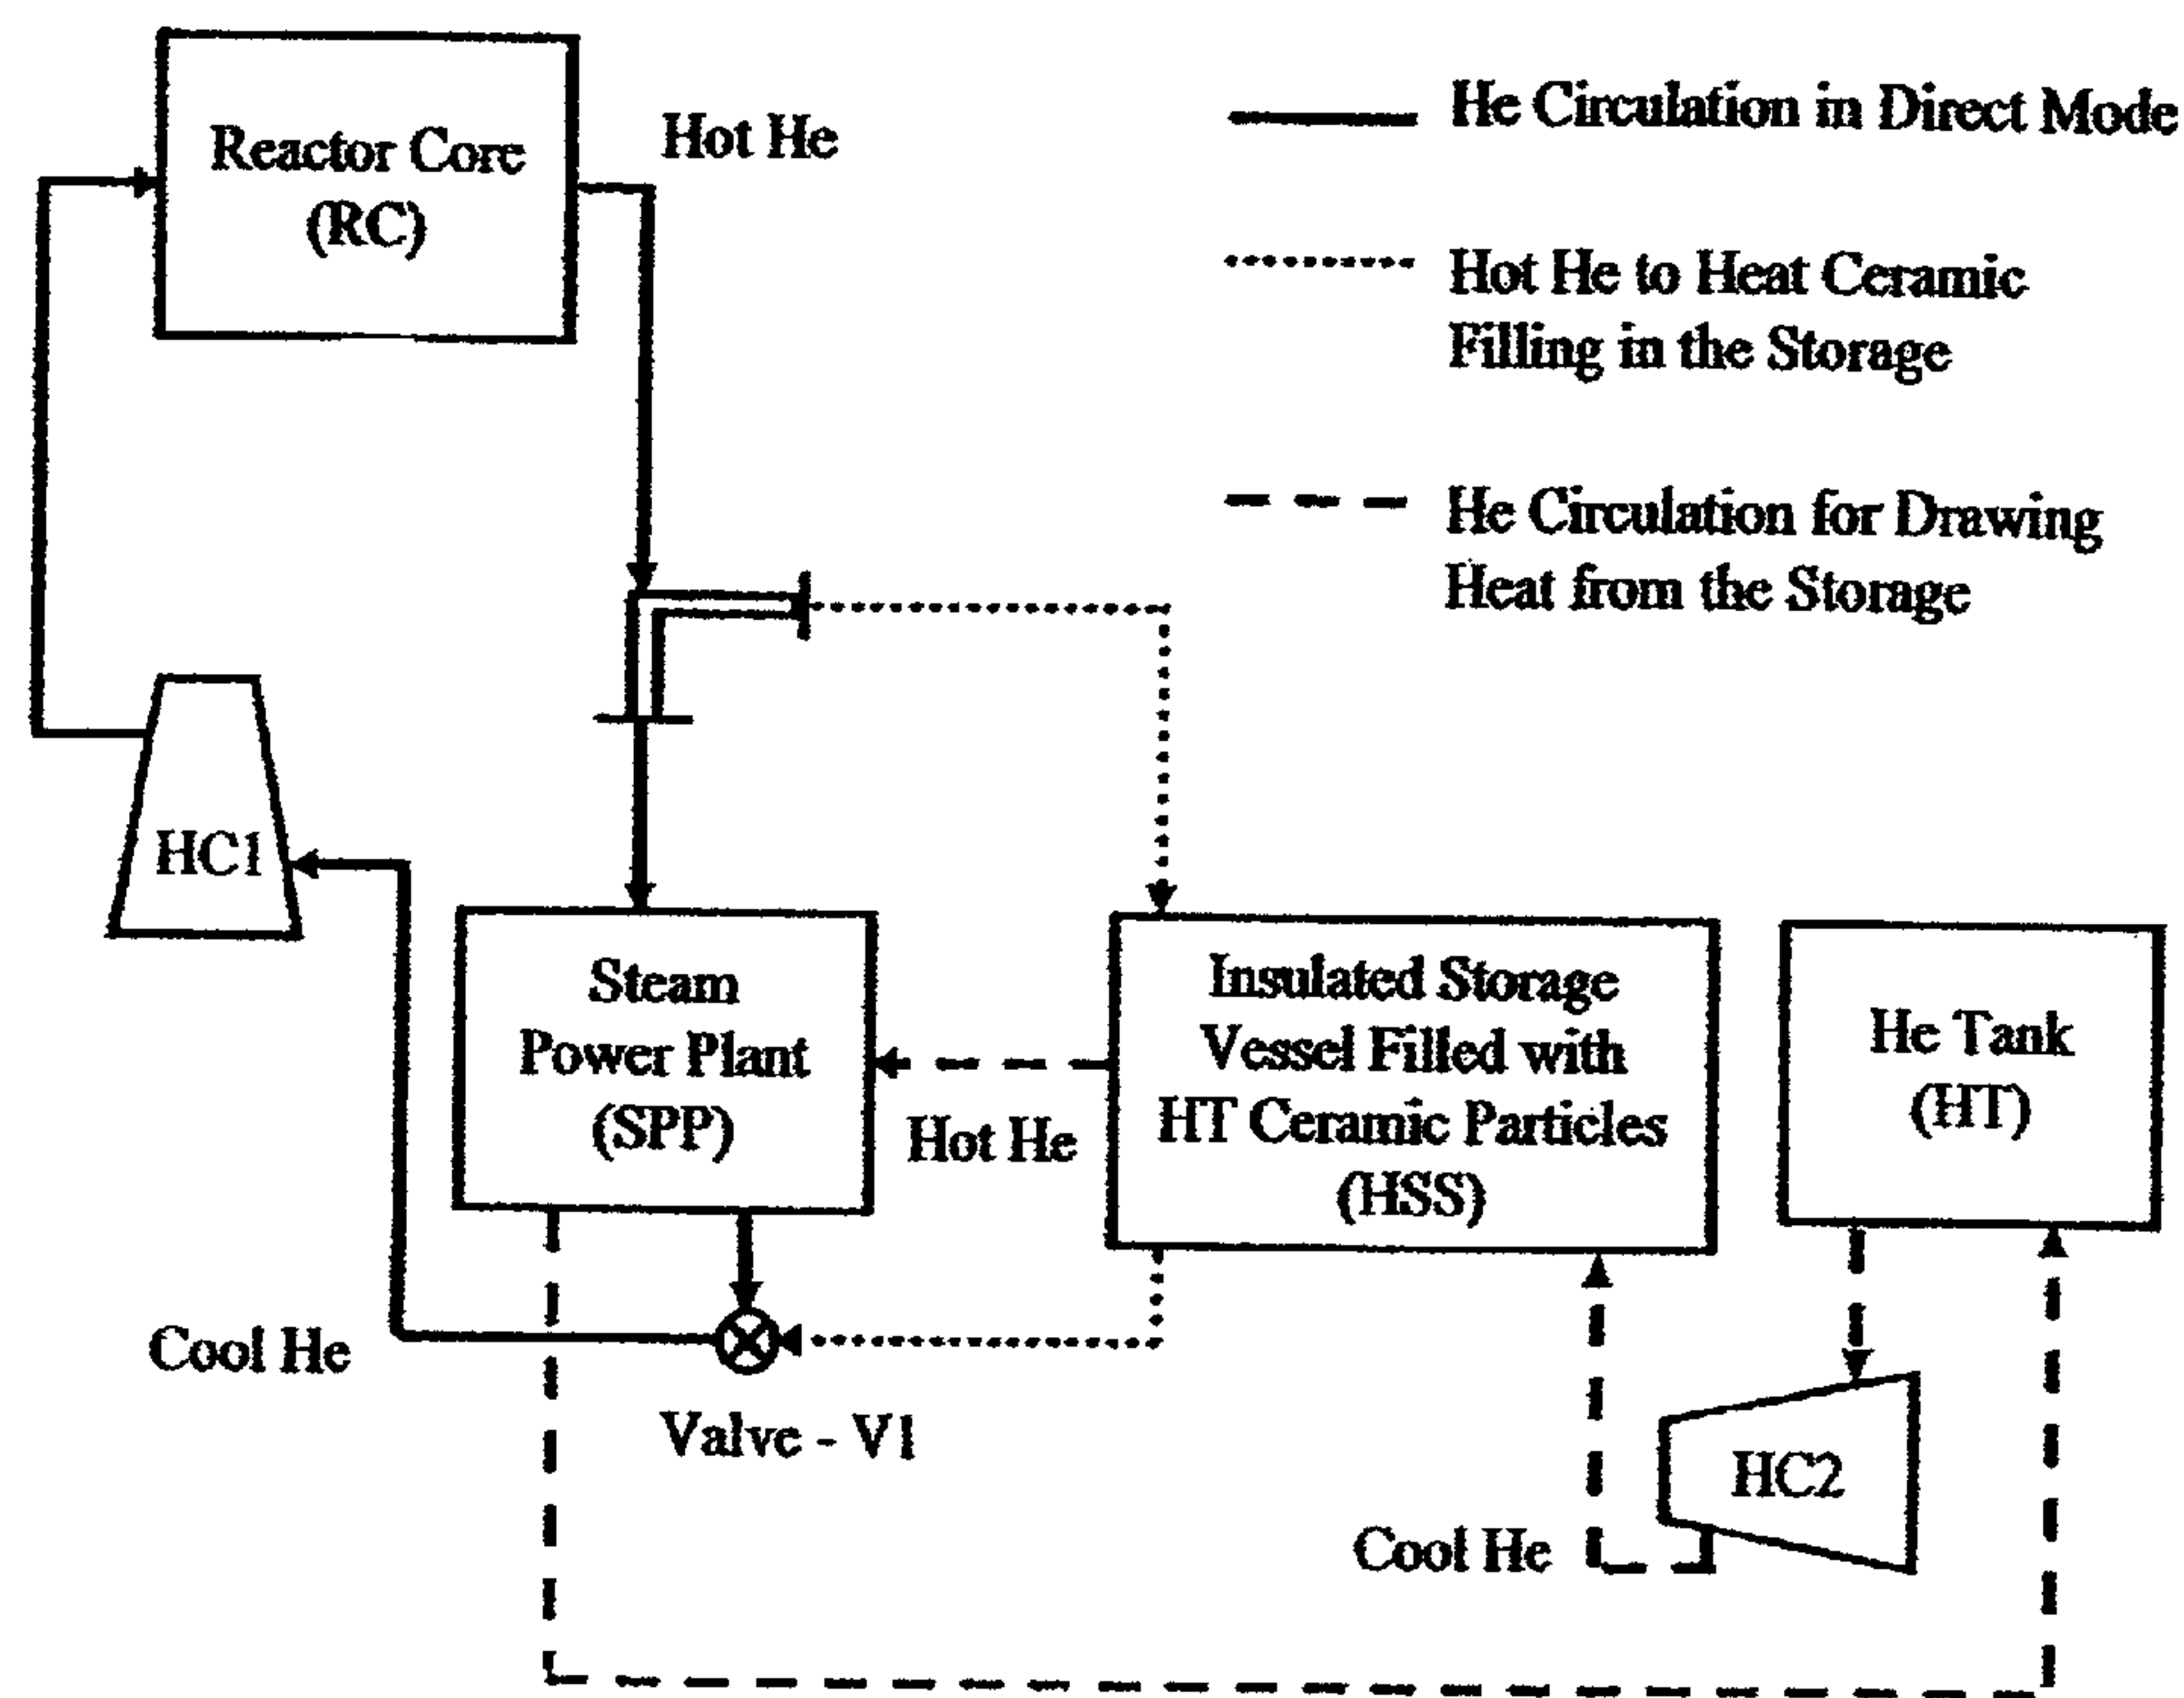 Reactor Core
(RC)
Hot He
He Circulation in Direct Mode
Hot He to Heat Ceramic
Filling in the Storage
He Circulation for Drawing
Heat from the Storage
HC1
Steam
Power Plant
(SPP)
Hot He
Insulated Storage
Vessel Filled with
HT Ceramic Particles
(HSS)
He Tank
(HT)
Cool He
Valve - V1
HC2
Cool He